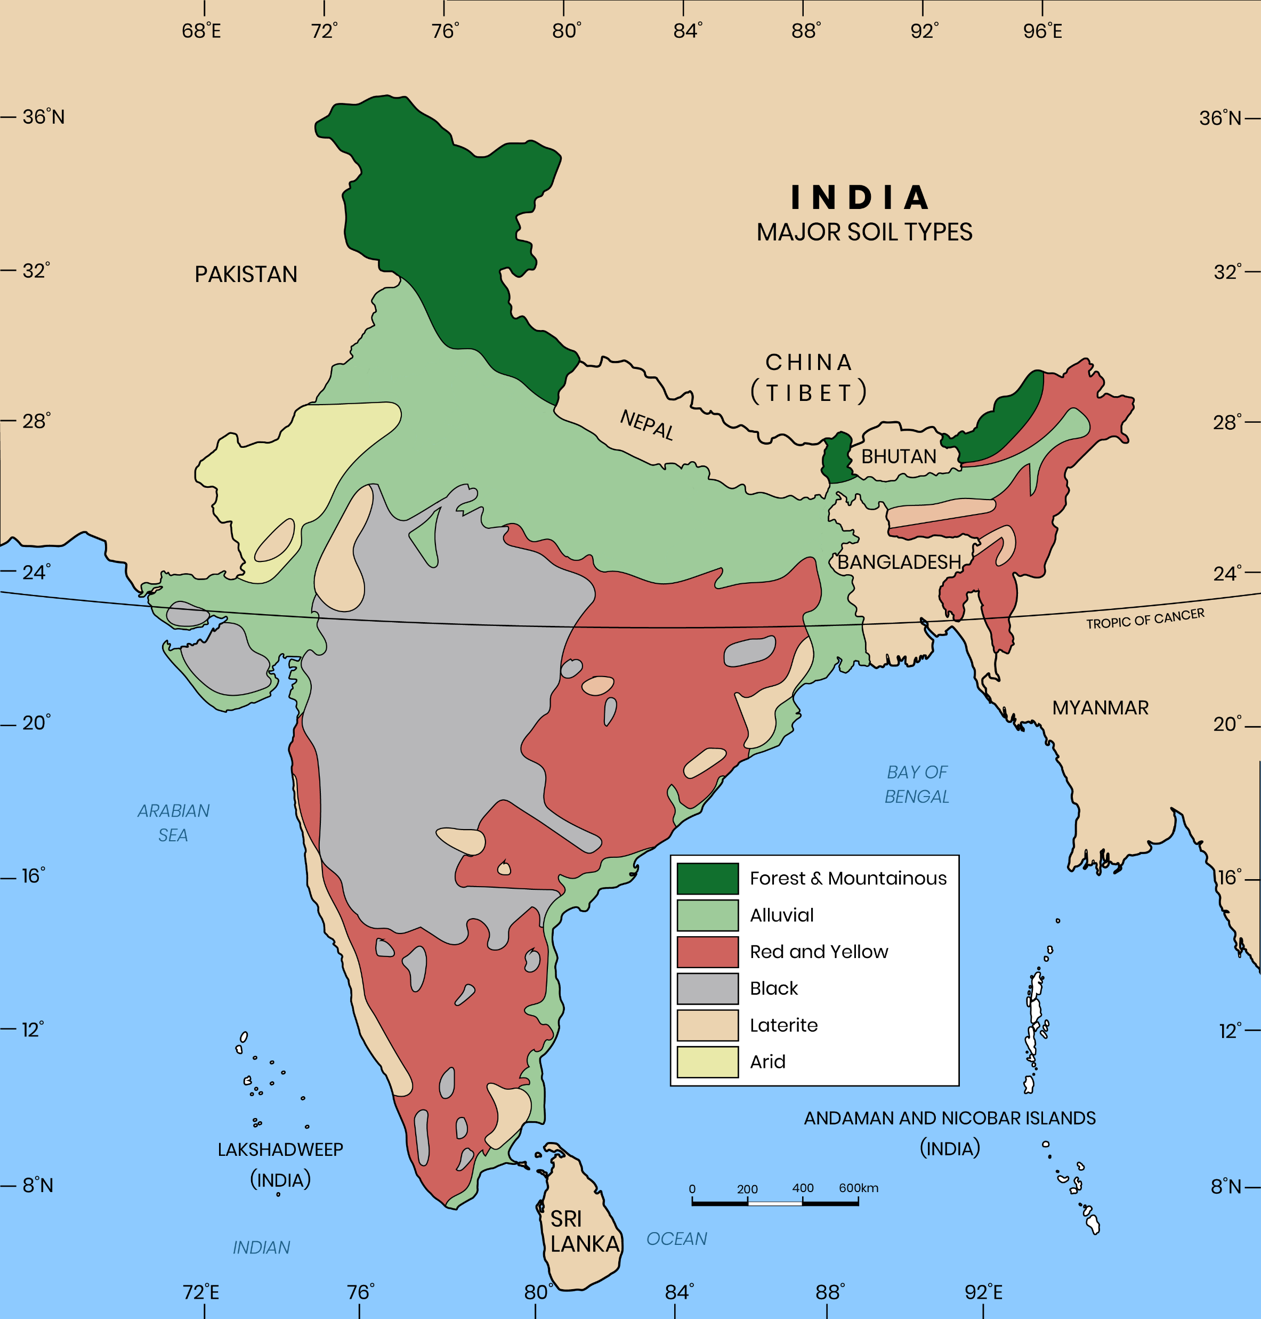 68°E 72° 76° 80° 84° 88° 92° 96°E
36°N 36°N
INDIA
MAJOR SOIL TYPES
PAKISTAN
32° 32°
CHINA
(TIBET)
NEPAL
28° 28°
BHUTAN
BANGLADESH
24° 24°
TROPIC OF CANCER
MYANMAR
20° 20°
BAY OF
BENGAL
ARABIAN
SEA
16° 16°
Forest & Mountainous
Alluvial
Red and Yellow
Black
Laterite
Arid
12° 12°
ANDAMAN AND NICOBAR ISLANDS
(INDIA)
LAKSHADWEEP
(INDIA)
8°N 8°N
0 200 400 600km
SRI
LANKA
INDIAN OCEAN
72°E 76° 80° 84° 88° 92°E